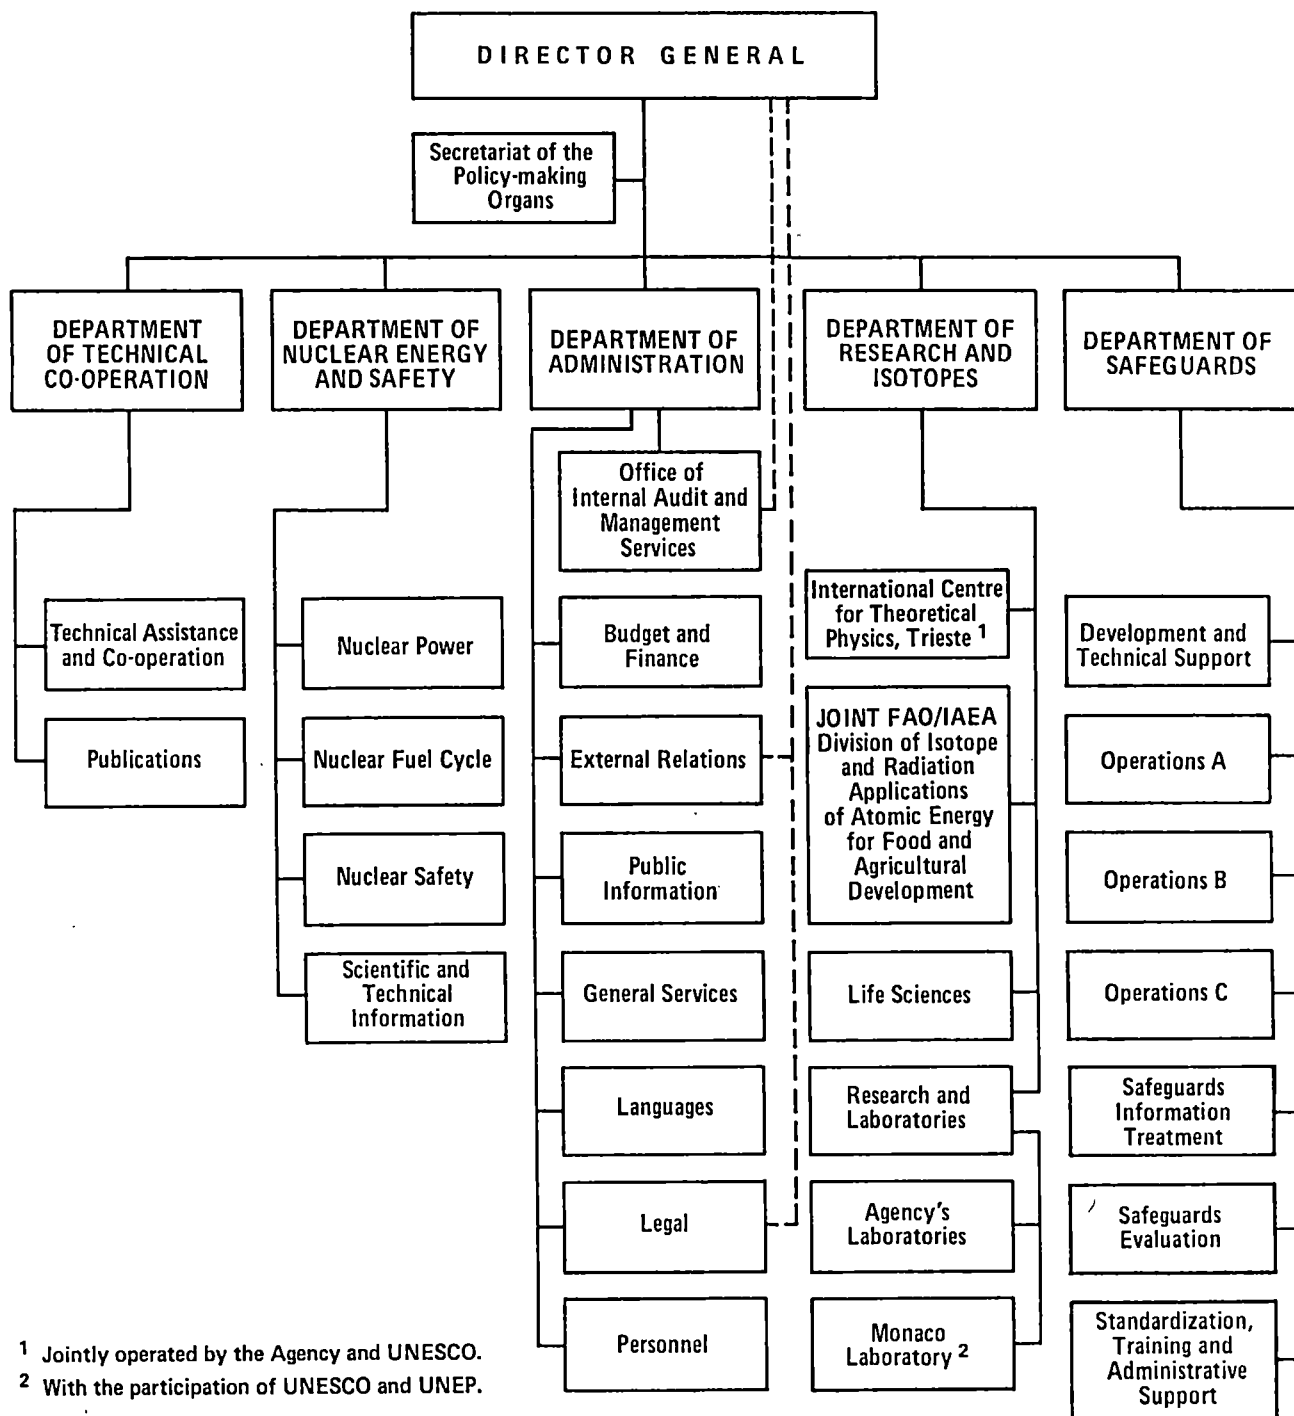 DIRECTOR GENERAL
Secretariat of the
Policy-making
Organs
DEPARTMENT
OF TECHNICAL
CO-OPERATION
DEPARTMENT OF
NUCLEAR ENERGY
AND SAFETY
DEPARTMENT OF
ADMINISTRATION
DEPARTMENT OF
RESEARCH AND
ISOTOPES
DEPARTMENT OF
SAFEGUARDS
Technical Assistance
and Co-operation
Publications
Nuclear Power
Nuclear Fuel Cycle
Nuclear Safety
Scientific and
Technical
Information
Office of
Internal Audit and
Management
Services
Budget and
Finance
External Relations
Public
Information
General Services
Languages
Legal
Personnel
International Centre
for Theoretical
Physics, Trieste 1
JOINT FAO/IAEA
Division of Isotope
and Radiation
Applications
of Atomic Energy
for Food and
Agricultural
Development
Life Sciences
Research and
Laboratories
Agency's
Laboratories
Monaco
Laboratory 2
Development and
Technical Support
Operations A
Operations B
Operations C
Safeguards
Information
Treatment
Safeguards
Evaluation
Standardization,
Training and
Administrative
Support
1 Jointly operated by the Agency and UNESCO.
2 With the participation of UNESCO and UNEP.